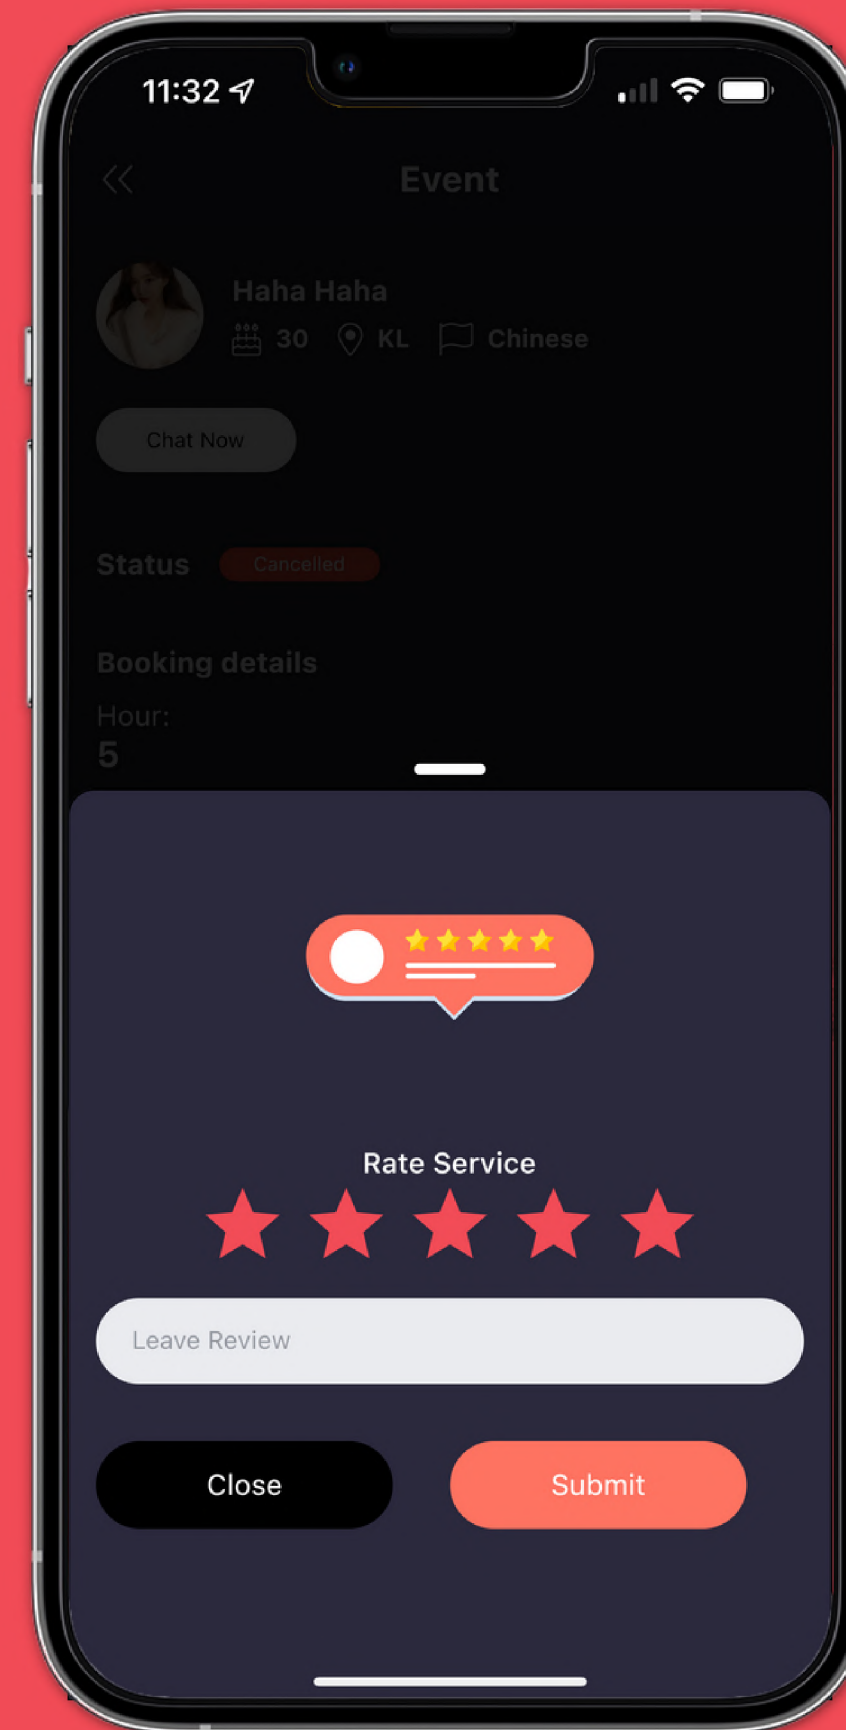 11:32
Event
Haha Haha
30 KL Chinese
Chat Now
Status Cancelled
Booking details
Hour:
5
Rate Service
Leave Review
Close Submit